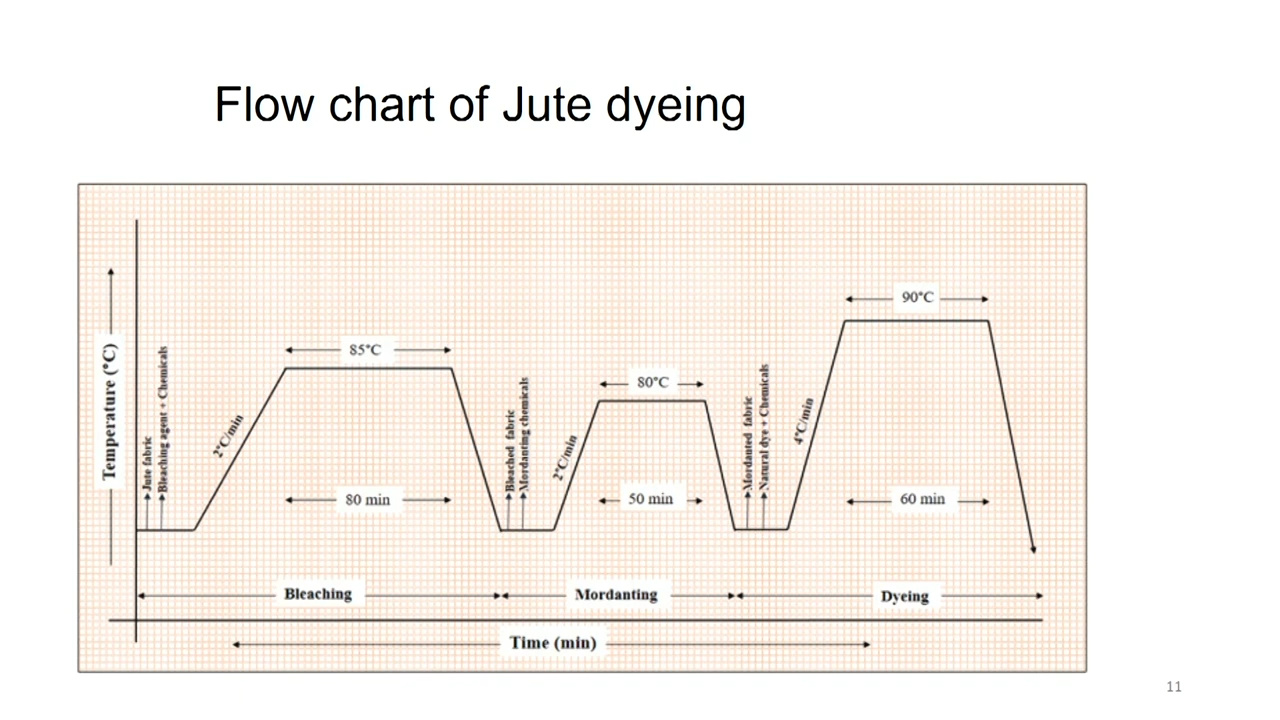 Flow chart of Jute dyeing
Temperature (°C)
Jute fabric
Bleaching agent + Chemicals
2°C/min
85°C
80 min
Bleached fabric
Mordanting chemicals
2°C/min
80°C
50 min
Mordanted fabric
Natural dye + Chemicals
4°C/min
90°C
60 min
Bleaching
Mordanting
Dyeing
Time (min)
11